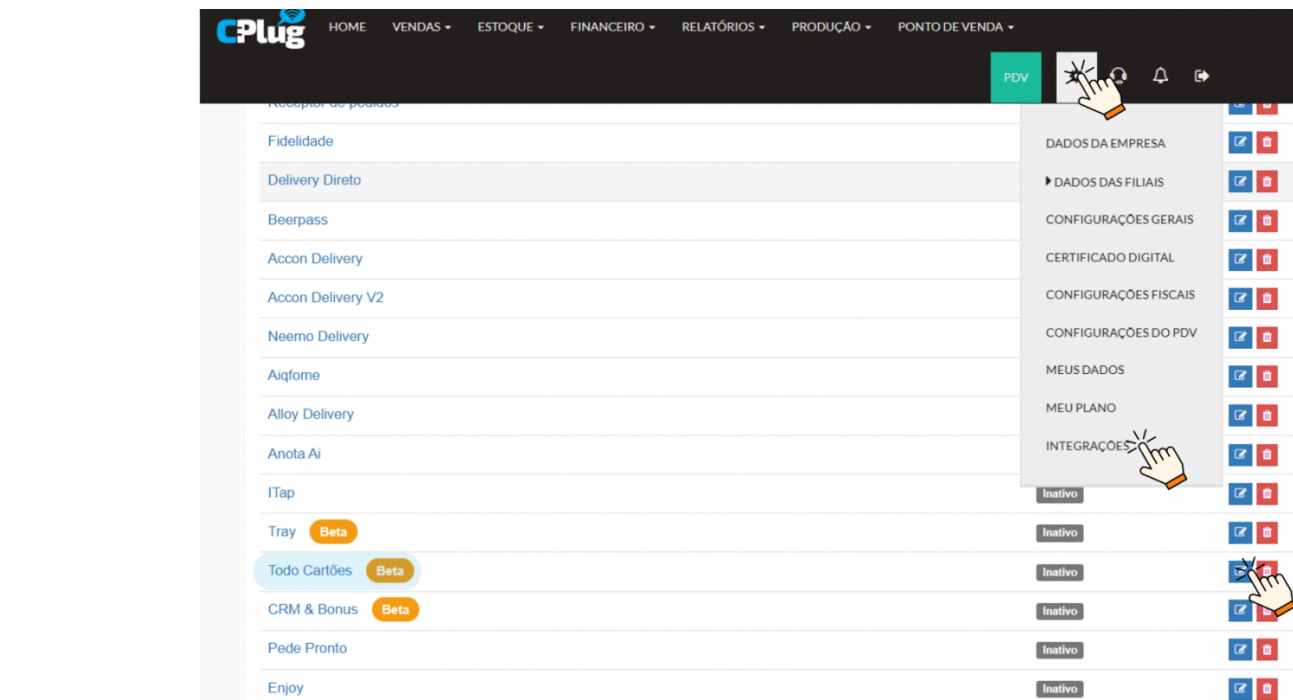 CPlug HOME VENDAS ESTOQUE FINANCEIRO RELATÓRIOS PRODUÇÃO PONTO DE VENDA
PDV
Receptor de pedidos
Fidelidade
DADOS DA EMPRESA
Delivery Direto
DADOS DAS FILIAIS
Beerpass
CONFIGURAÇÕES GERAIS
Accon Delivery
CERTIFICADO DIGITAL
Accon Delivery V2
CONFIGURAÇÕES FISCAIS
Neemo Delivery
CONFIGURAÇÕES DO PDV
Aiqfome
MEUS DADOS
Alloy Delivery
MEU PLANO
Anota Ai
INTEGRAÇÕES
ITap Inativo
Tray Beta Inativo
Todo Cartões Beta Inativo
CRM & Bonus Beta Inativo
Pede Pronto Inativo
Enjoy Inativo